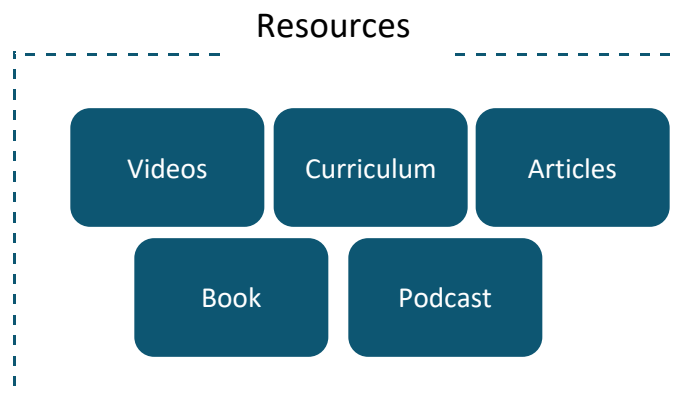 Resources
Videos
Curriculum
Articles
Book
Podcast